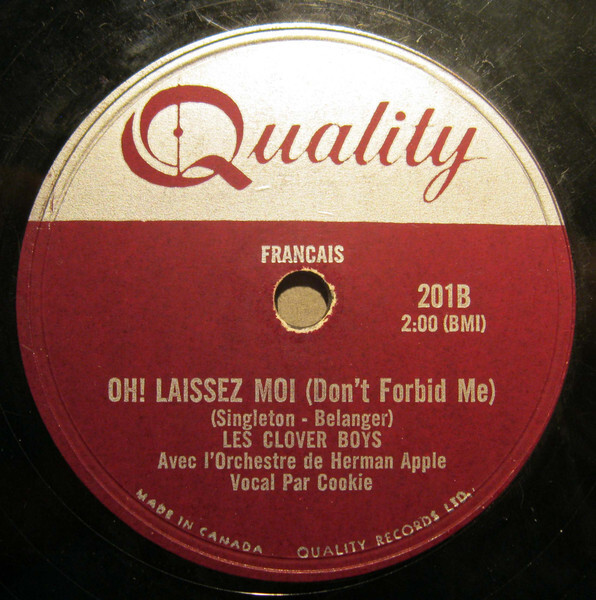 Quality
FRANCAIS
201B
2:00 (BMI)
OH! LAISSEZ MOI (Don't Forbid Me)
(Singleton - Belanger)
LES CLOVER BOYS
Avec l'Orchestre de Herman Apple
Vocal Par Cookie
MADE IN CANADA QUALITY RECORDS LTD.,